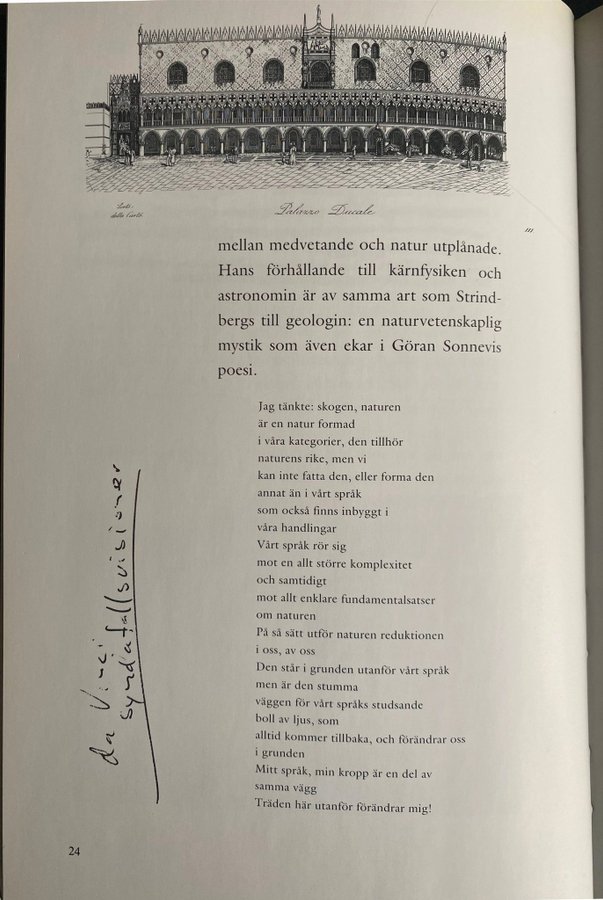 Porta
della Carta.
Palazzo Ducale
mellan medvetande och natur utplånade.
Hans förhållande till kärnfysiken och
astronomin är av samma art som Strind-
bergs till geologin: en naturvetenskaplig
mystik som även ekar i Göran Sonnevis
poesi.
Jag tänkte: skogen, naturen
är en natur formad
i våra kategorier, den tillhör
naturens rike, men vi
kan inte fatta den, eller forma den
annat än i vårt språk
som också finns inbyggt i
våra handlingar
Vårt språk rör sig
mot en allt större komplexitet
och samtidigt
mot allt enklare fundamentalsatser
om naturen
På så sätt utför naturen reduktionen
i oss, av oss
Den står i grunden utanför vårt språk
men är den stumma
väggen för vårt språks studsande
boll av ljus, som
alltid kommer tillbaka, och förändrar oss
i grunden
Mitt språk, min kropp är en del av
samma vägg
Träden här utanför förändrar mig!
da Vinci
syndafallsvisioner
24